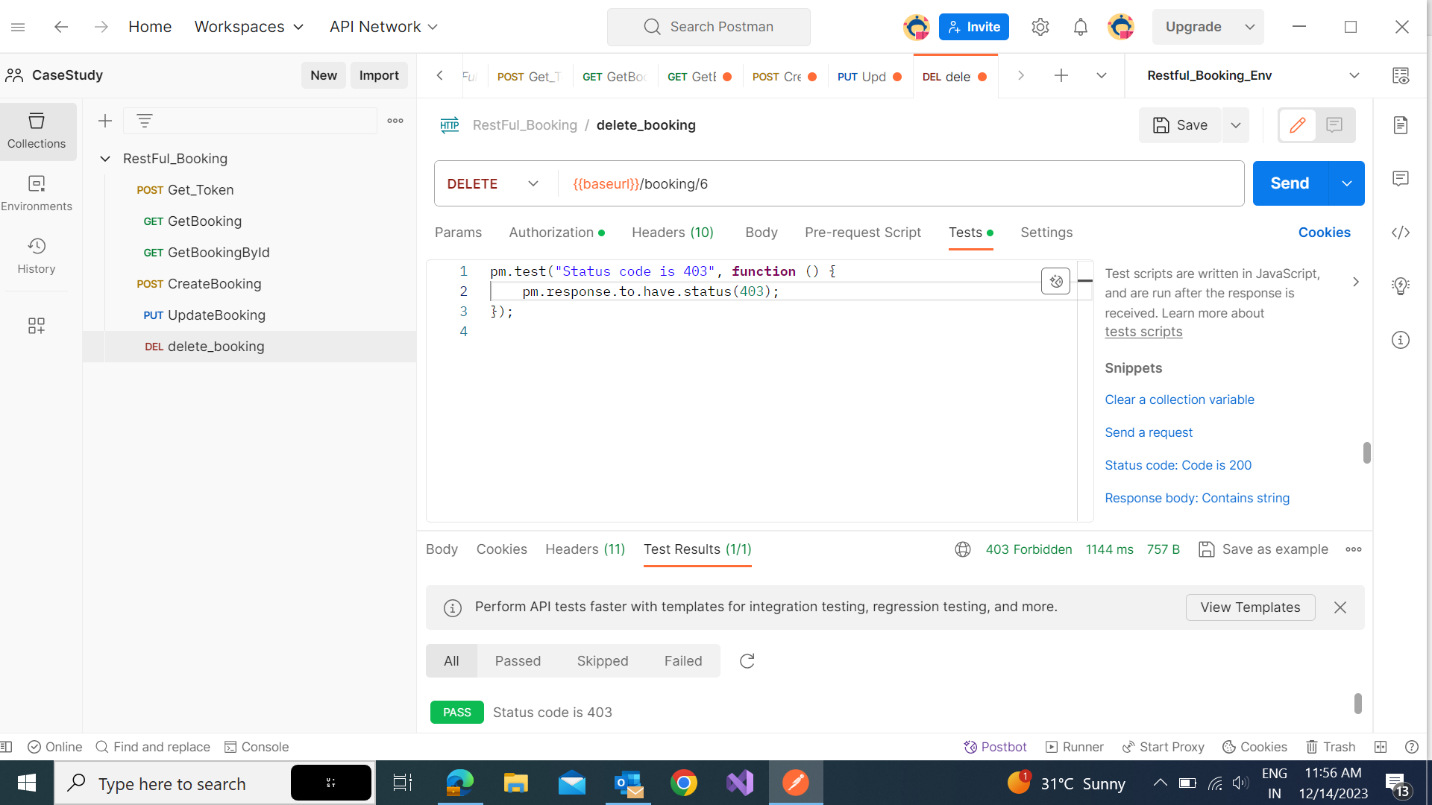 Home Workspaces API Network Search Postman Invite Upgrade
CaseStudy New Import
POST Get_T GET GetBoo GET GetE POST Cre PUT Upd DEL dele Restful_Booking_Env
Collections
Environments
History
RestFul_Booking
POST Get_Token
GET GetBooking
GET GetBookingById
POST CreateBooking
PUT UpdateBooking
DEL delete_booking
HTTP RestFul_Booking / delete_booking Save
DELETE {{baseurl}}/booking/6 Send
Params Authorization Headers (10) Body Pre-request Script Tests Settings Cookies
1 pm.test("Status code is 403", function () {
2 pm.response.to.have.status(403);
3 });
4
Test scripts are written in JavaScript,
and are run after the response is
received. Learn more about
tests scripts
Snippets
Clear a collection variable
Send a request
Status code: Code is 200
Response body: Contains string
Body Cookies Headers (11) Test Results (1/1) 403 Forbidden 1144 ms 757 B Save as example
Perform API tests faster with templates for integration testing, regression testing, and more. View Templates
All Passed Skipped Failed
PASS Status code is 403
Online Find and replace Console Postbot Runner Start Proxy Cookies Trash
Type here to search
1 31°C Sunny
ENG
IN
11:56 AM
12/14/2023
13